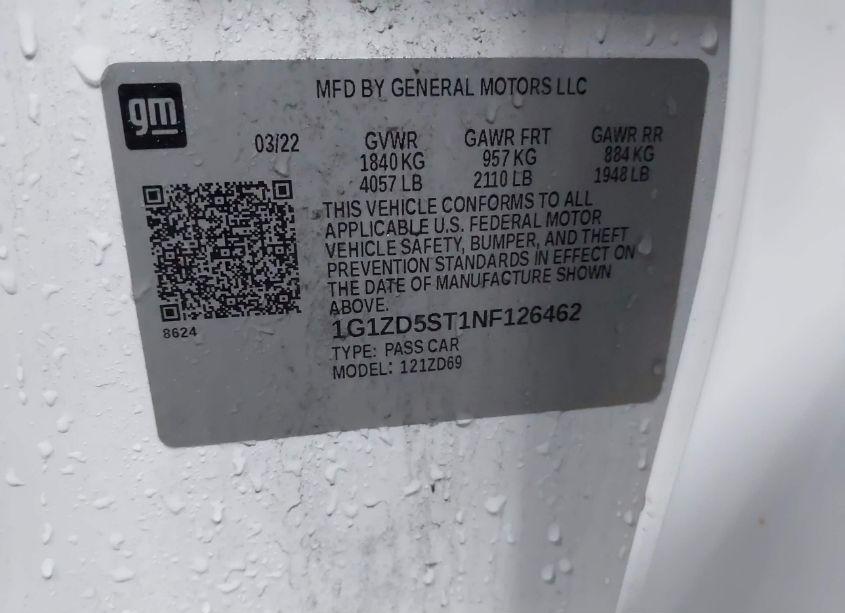 gm
MFD BY GENERAL MOTORS LLC
03/22 GVWR GAWR FRT GAWR RR
1840 KG 957 KG 884 KG
4057 LB 2110 LB 1948 LB
THIS VEHICLE CONFORMS TO ALL
APPLICABLE U.S. FEDERAL MOTOR
VEHICLE SAFETY, BUMPER, AND THEFT
PREVENTION STANDARDS IN EFFECT ON
THE DATE OF MANUFACTURE SHOWN
ABOVE.
8624
1G1ZD5ST1NF126462
TYPE: PASS CAR
MODEL: 121ZD69